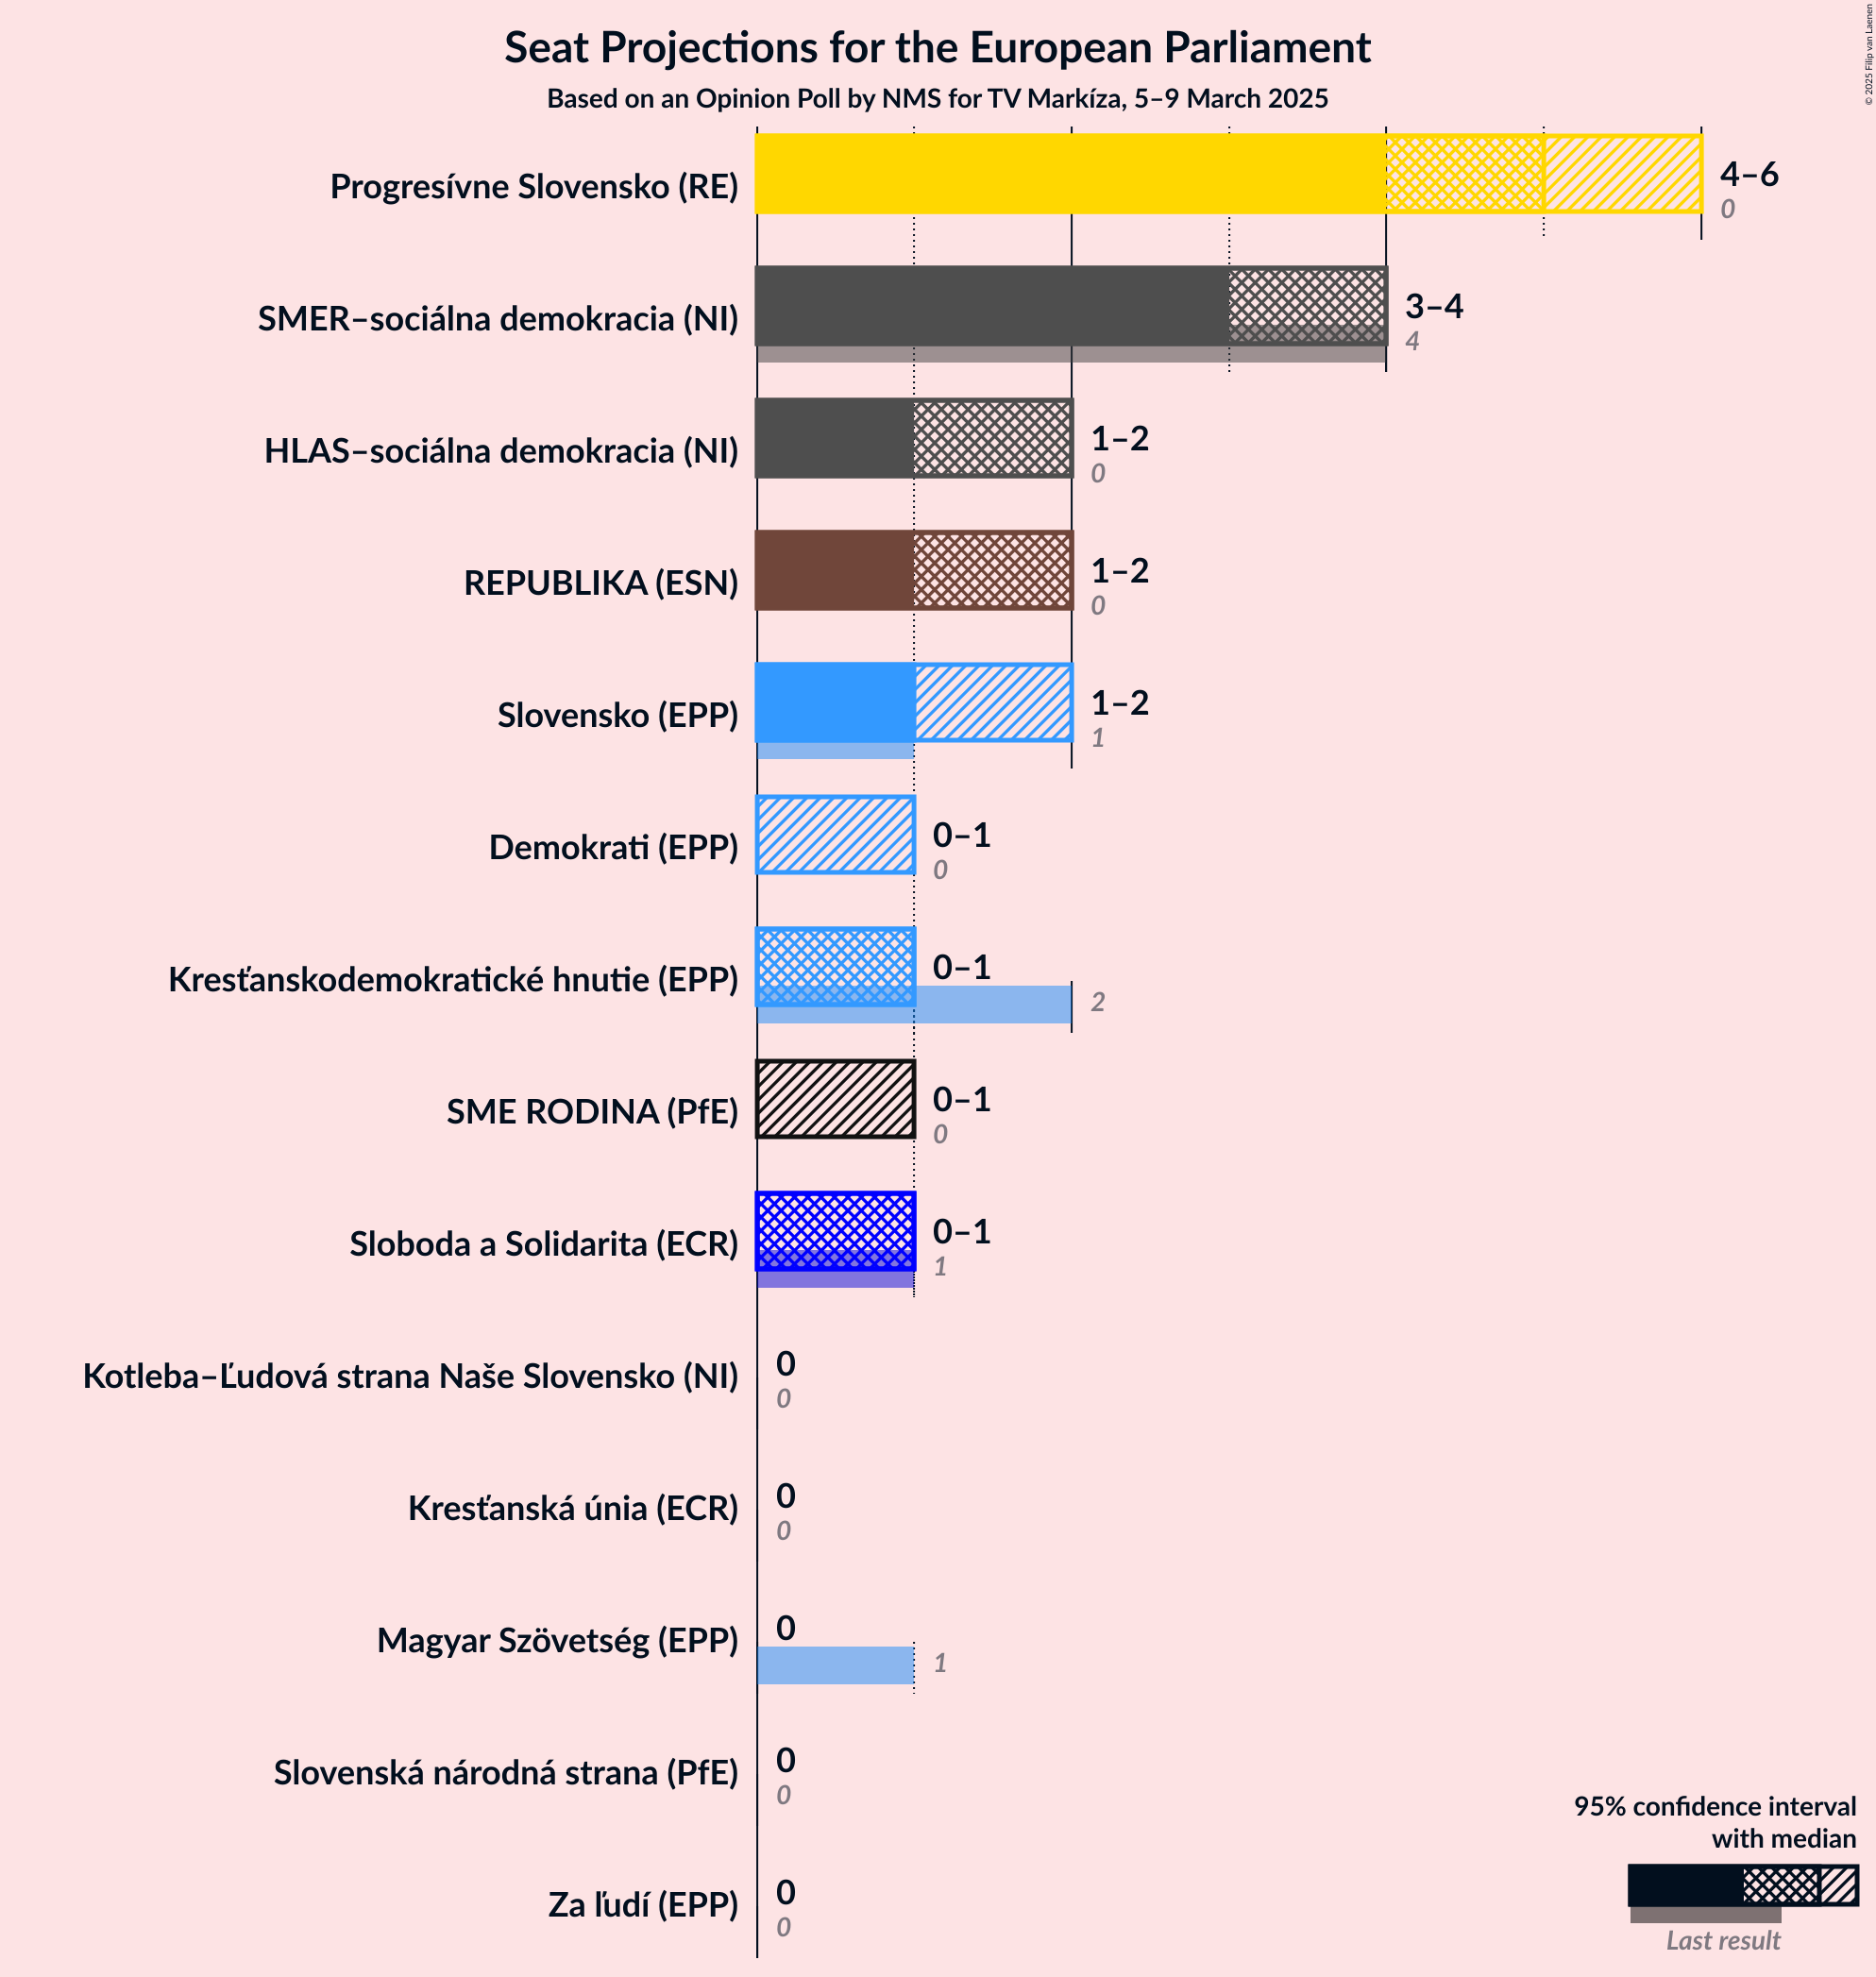 Seat Projections for the European Parliament
Based on an Opinion Poll by NMS for TV Markíza, 5–9 March 2025
© 2025 Filip van Laenen
Progresívne Slovensko (RE)
4–6
0
SMER–sociálna demokracia (NI)
3–4
4
HLAS–sociálna demokracia (NI)
1–2
0
REPUBLIKA (ESN)
1–2
0
Slovensko (EPP)
1–2
1
Demokrati (EPP)
0–1
0
Kresťanskodemokratické hnutie (EPP)
0–1
2
SME RODINA (PfE)
0–1
0
Sloboda a Solidarita (ECR)
0–1
1
Kotleba–Ľudová strana Naše Slovensko (NI)
0
0
Kresťanská únia (ECR)
0
0
Magyar Szövetség (EPP)
0
1
Slovenská národná strana (PfE)
0
0
Za ľudí (EPP)
0
0
95% confidence interval
with median
Last result